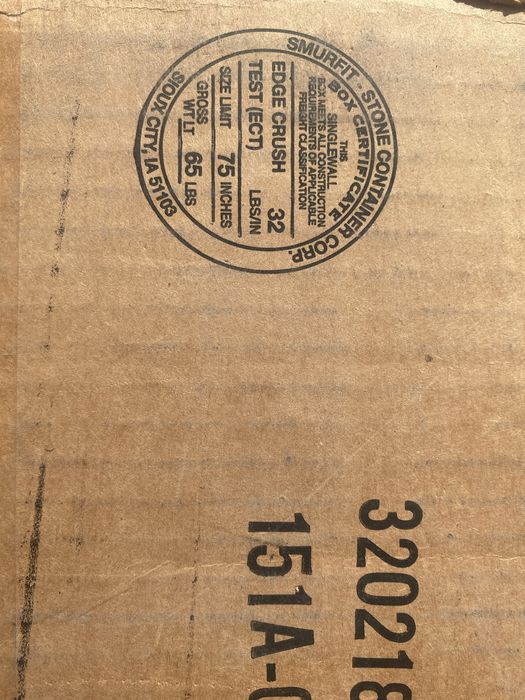 SMURFIT - STONE CONTAINER CORP.
BOX CERTIFICATE
THIS
SINGLEWALL
BOX MEETS ALL CONSTRUCTION
REQUIREMENTS OF APPLICABLE
FREIGHT CLASSIFICATION
EDGE CRUSH
TEST (ECT) 32 LBS/IN
SIZE LIMIT 75 INCHES
GROSS
WT LT 65 LBS
SIOUX CITY, IA 51103
320218
151A-0